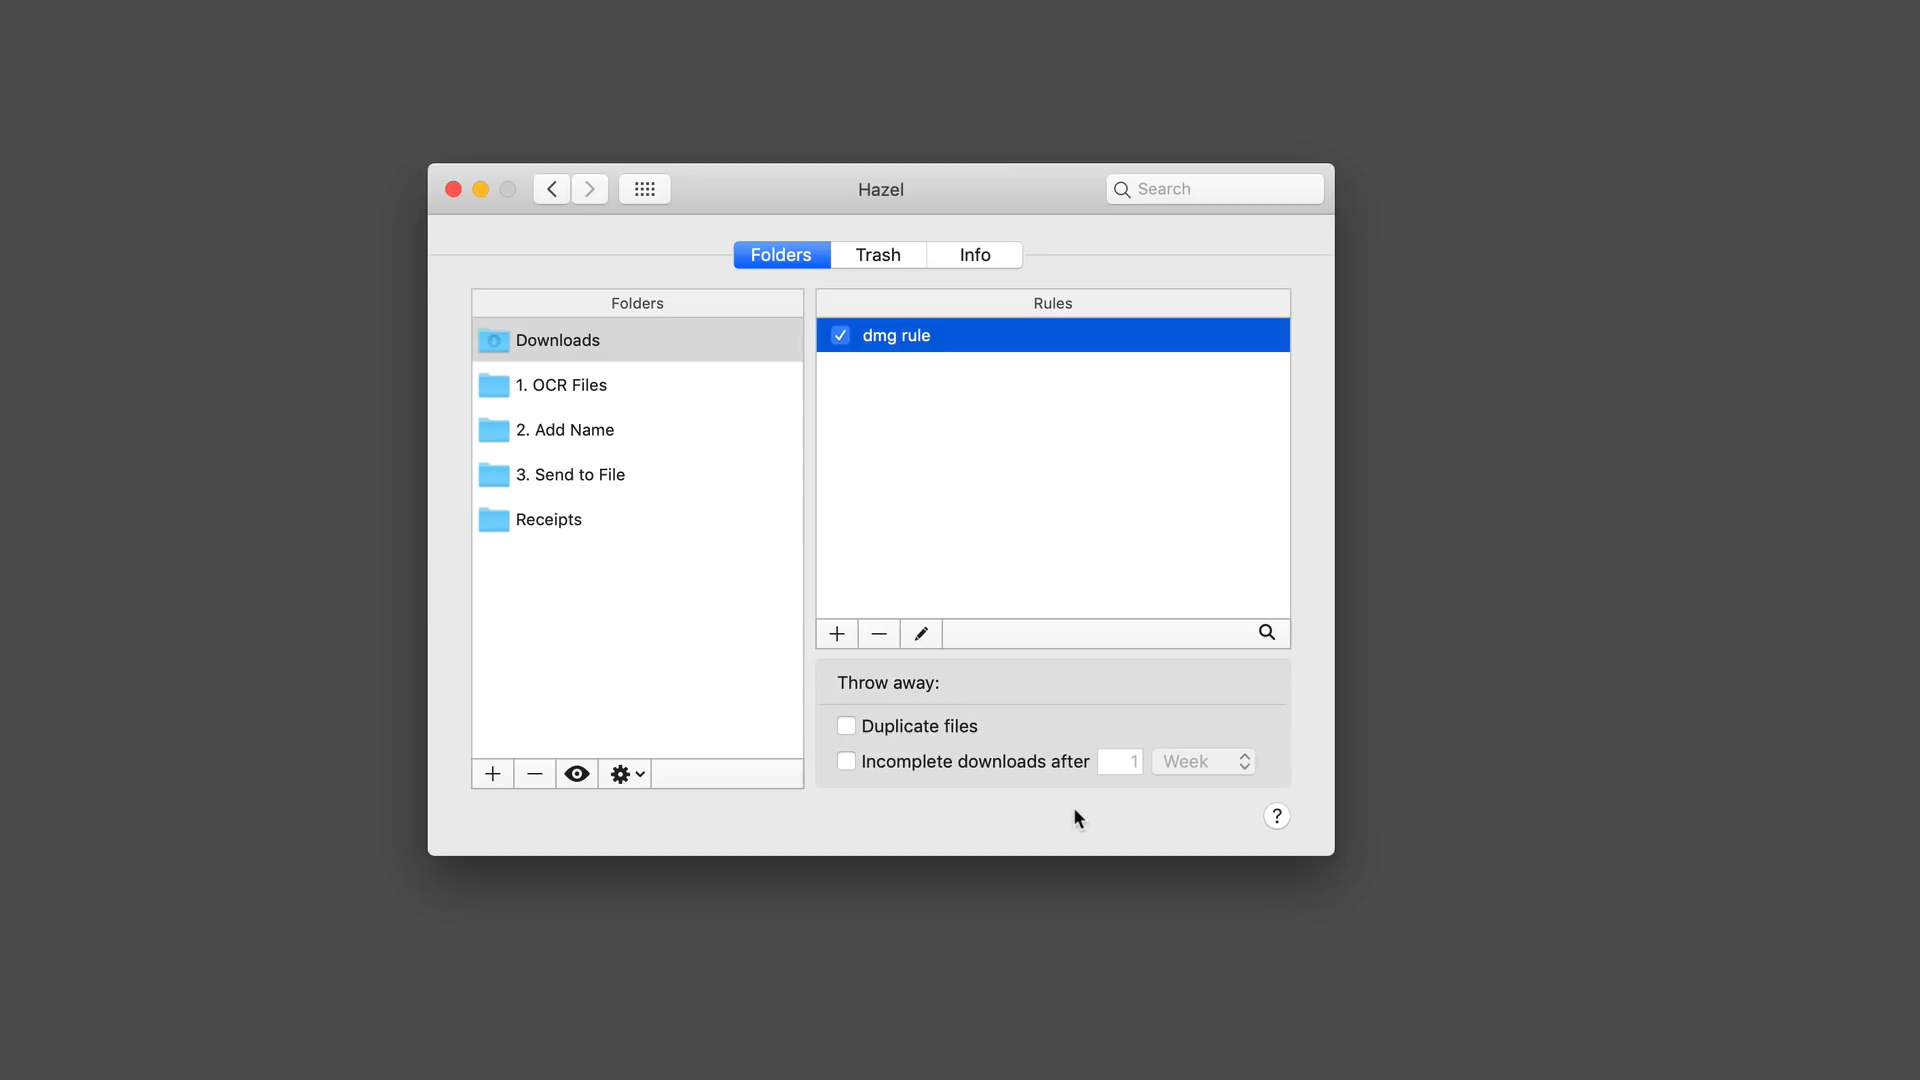 Hazel
Search
Folders
Trash
Info
Folders
Downloads
1. OCR Files
2. Add Name
3. Send to File
Receipts
Rules
dmg rule
Throw away:
Duplicate files
Incomplete downloads after 1 Week
?